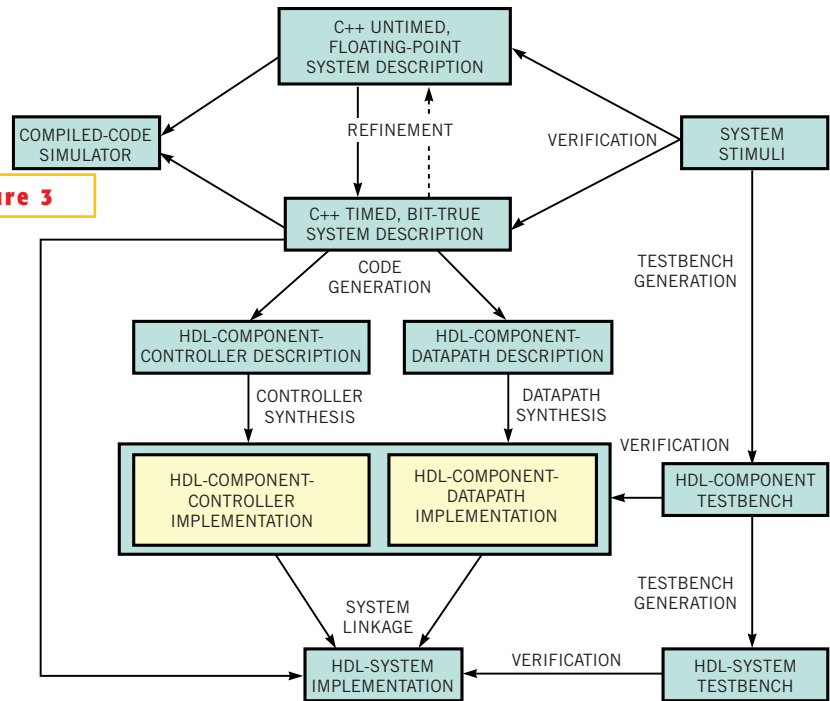 C++ UNTIMED,
FLOATING-POINT
SYSTEM DESCRIPTION
COMPILED-CODE
SIMULATOR
REFINEMENT
VERIFICATION
SYSTEM
STIMULI
ure 3
C++ TIMED, BIT-TRUE
SYSTEM DESCRIPTION
CODE
GENERATION
TESTBENCH
GENERATION
HDL-COMPONENT-
CONTROLLER DESCRIPTION
HDL-COMPONENT-
DATAPATH DESCRIPTION
CONTROLLER
SYNTHESIS
DATAPATH
SYNTHESIS
VERIFICATION
HDL-COMPONENT-
CONTROLLER
IMPLEMENTATION
HDL-COMPONENT-
DATAPATH
IMPLEMENTATION
HDL-COMPONENT
TESTBENCH
SYSTEM
LINKAGE
TESTBENCH
GENERATION
HDL-SYSTEM
IMPLEMENTATION
VERIFICATION
HDL-SYSTEM
TESTBENCH